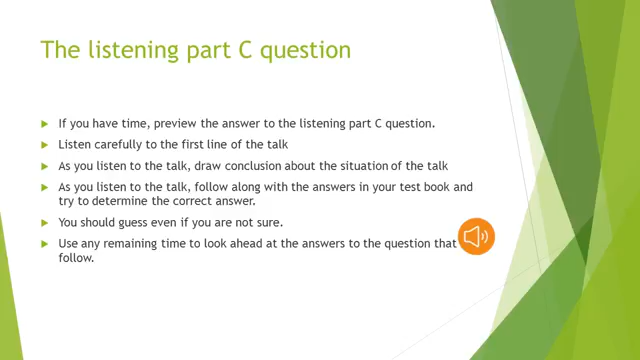 The listening part C question
If you have time, preview the answer to the listening part C question.
Listen carefully to the first line of the talk
As you listen to the talk, draw conclusion about the situation of the talk
As you listen to the talk, follow along with the answers in your test book and
try to determine the correct answer.
You should guess even if you are not sure.
Use any remaining time to look ahead at the answers to the question that
follow.